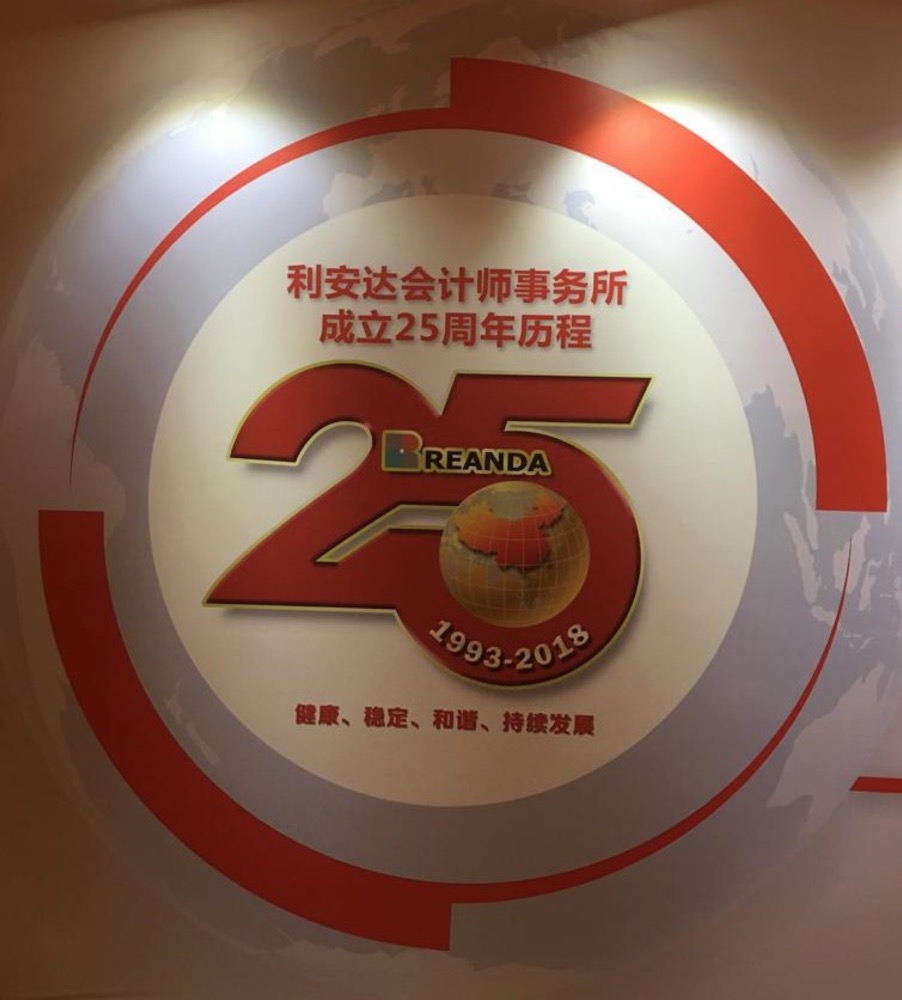 利安达会计师事务所
成立25周年历程
25
REANDA
1993-2018
健康、稳定、和谐、持续发展